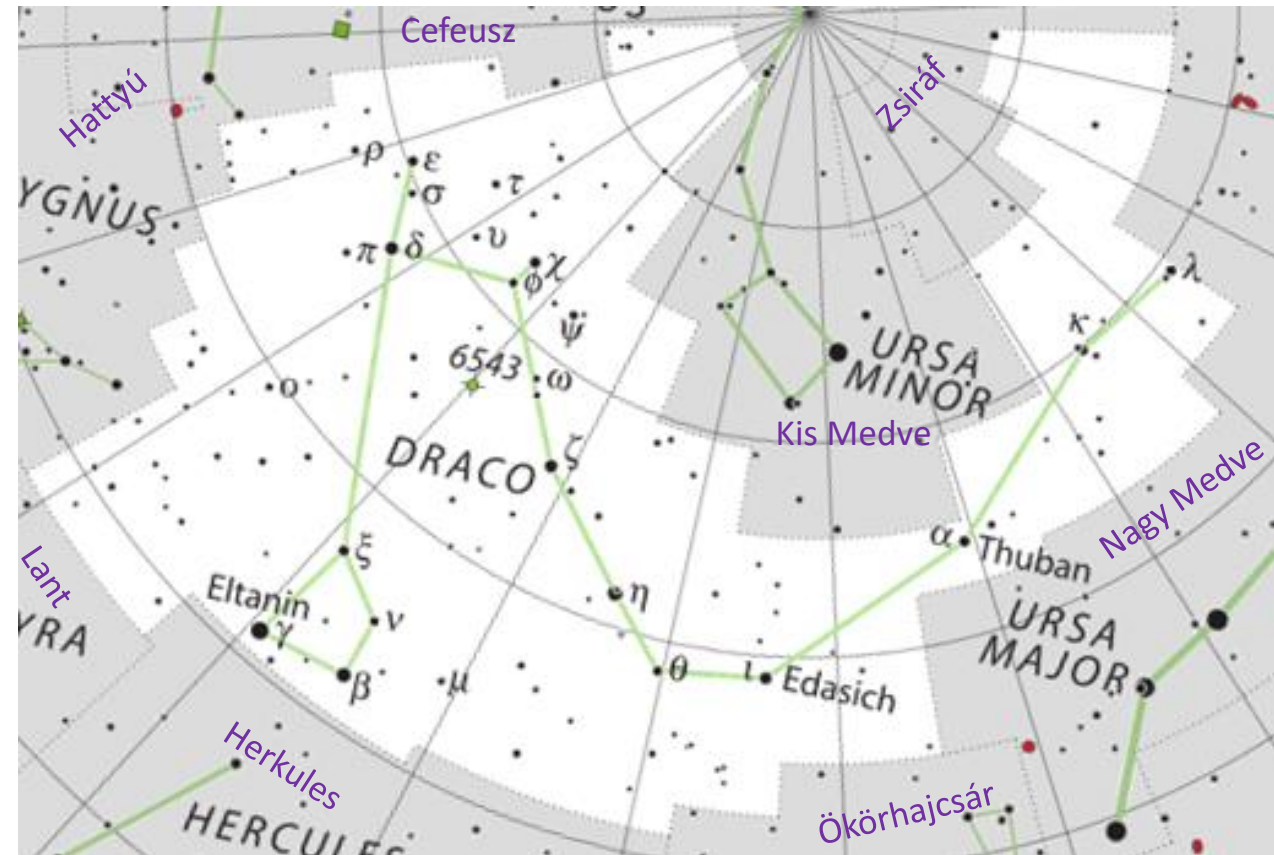 Cefeusz
Hattyú
Zsiráf
ρ
ε
σ
τ
YGNUS
υ
π
δ
χ
φ
λ
ψ
κ
URSA
MINOR
6543
ω
ο
Kis Medve
DRACO
ζ
Nagy Medve
α
Thuban
ξ
Lant
Eltanin
η
γ
ν
URSA
MAJOR
YRA
θ
ι
Edasich
β
μ
Herkules
Ökörhajcsár
HERCULES